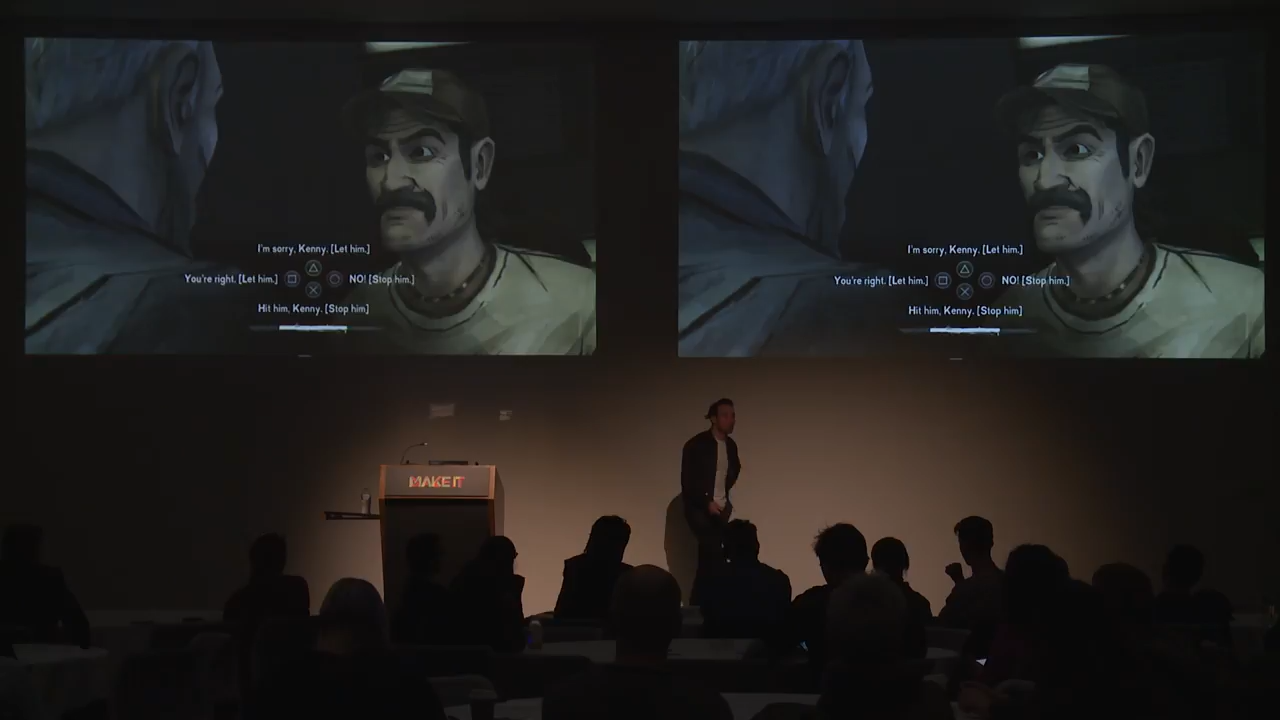 I'm sorry, Kenny. [Let him.]
You're right. [Let him.]
NO! [Stop him.]
Hit him, Kenny. [Stop him]
I'm sorry, Kenny. [Let him.]
You're right. [Let him.]
NO! [Stop him.]
Hit him, Kenny. [Stop him]
MAKE IT